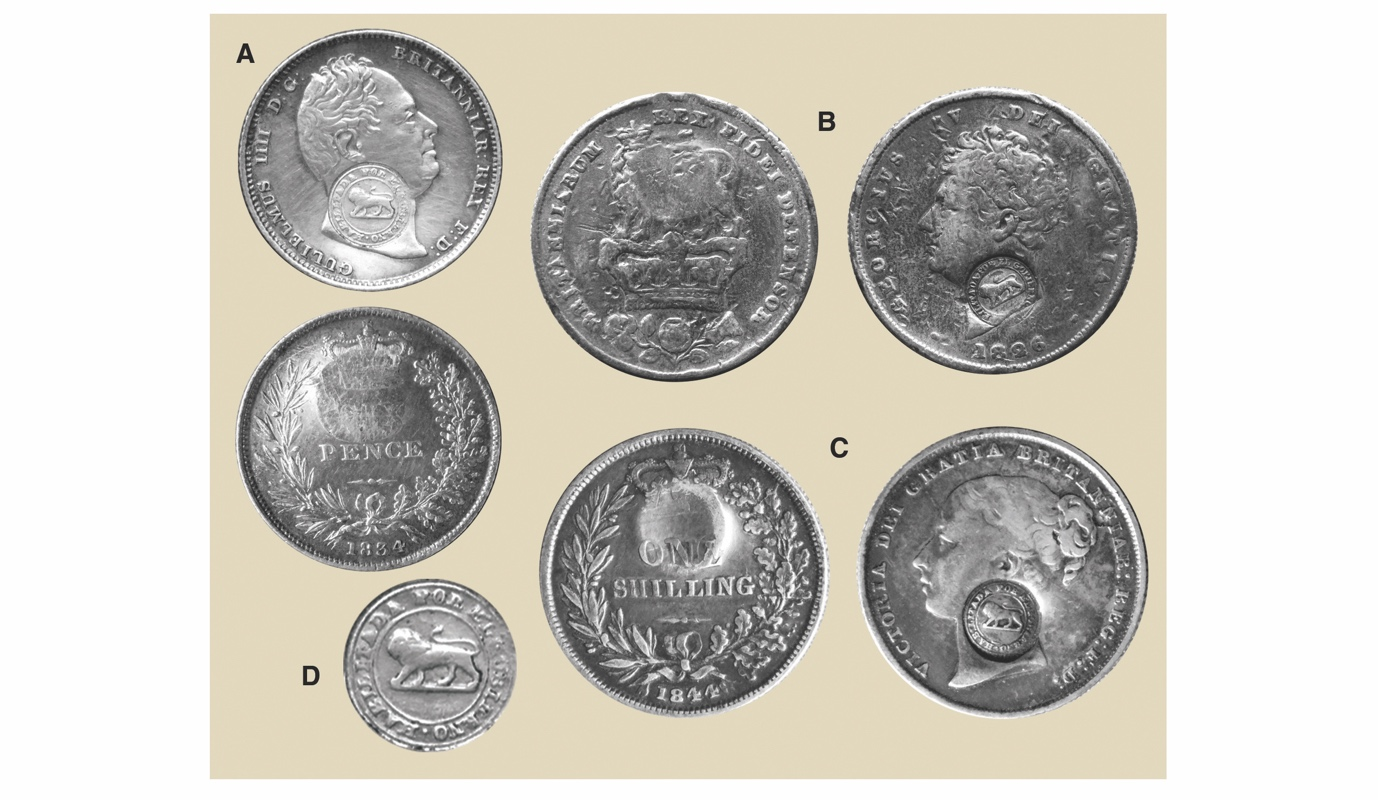 A
GULIELMUS IIII D: G: BRITANNIAR: REX F: D:
PENCE
1834
B
BRITANNIARUM REX FIDEI DEFENSOR
GEORGIUS IV DEI GRATIA
1826
C
ONE
SHILLING
1844
VICTORIA DEI GRATIA BRITANNIAR: REG: F: D:
D
HABILITADA POR EL GOBIERNO